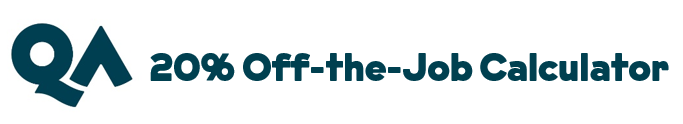 QA 20% Off-the-Job Calculator